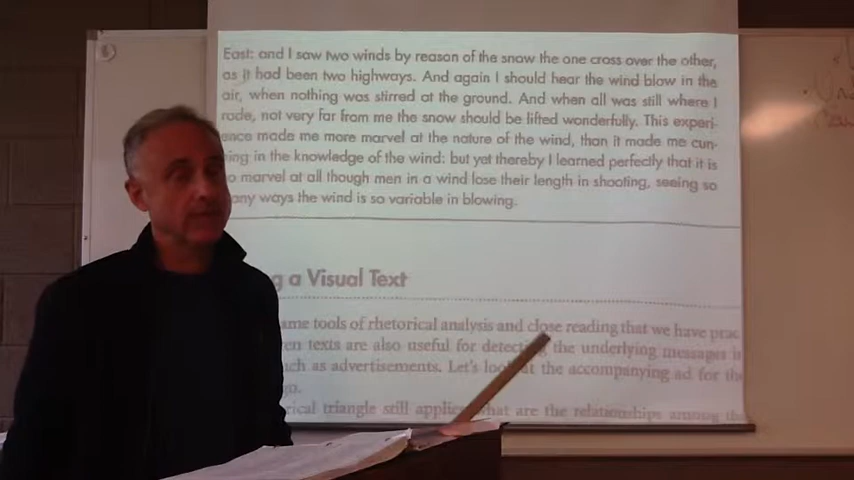 East: and I saw two winds by reason of the snow the one cross over the other,
as it had been two highways. And again I should hear the wind blow in the
air, when nothing was stirred at the ground. And when all was still where I
rode, not very far from me the snow should be lifted wonderfully. This experi-
ence made me more marvel at the nature of the wind, than it made me cun-
ning in the knowledge of the wind: but yet thereby I learned perfectly that it is
no marvel at all though men in a wind lose their length in shooting, seeing so
many ways the wind is so variable in blowing.
g a Visual Text
ame tools of rhetorical analysis and close reading that we have prac
en texts are also useful for detecting the underlying messages is
ch as advertisements. Let's look at the accompanying ad for the
go.
rical triangle still applies what are the relationships among